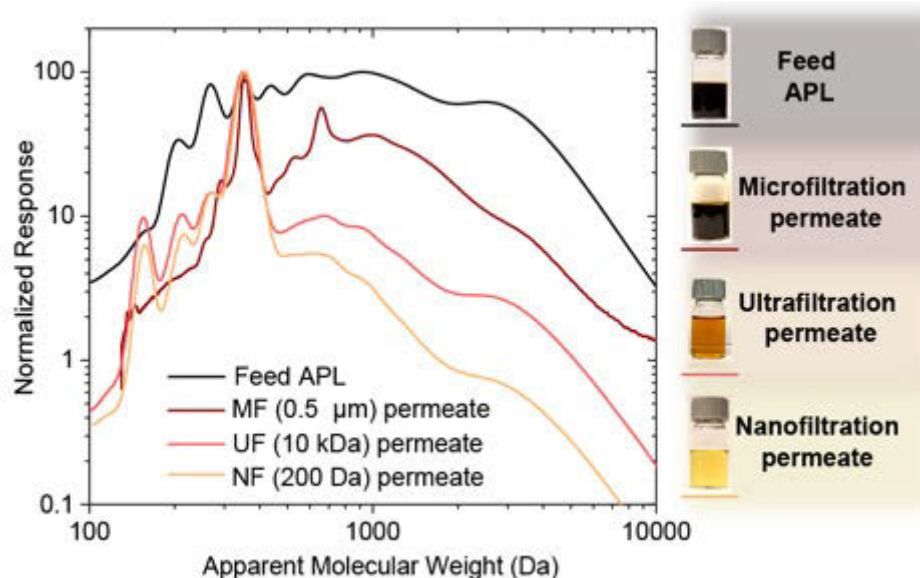 Normalized Response
100
10
1
0.1
100
1000
10000
Apparent Molecular Weight (Da)
Feed APL
MF (0.5 µm) permeate
UF (10 kDa) permeate
NF (200 Da) permeate
Feed
APL
Microfiltration
permeate
Ultrafiltration
permeate
Nanofiltration
permeate